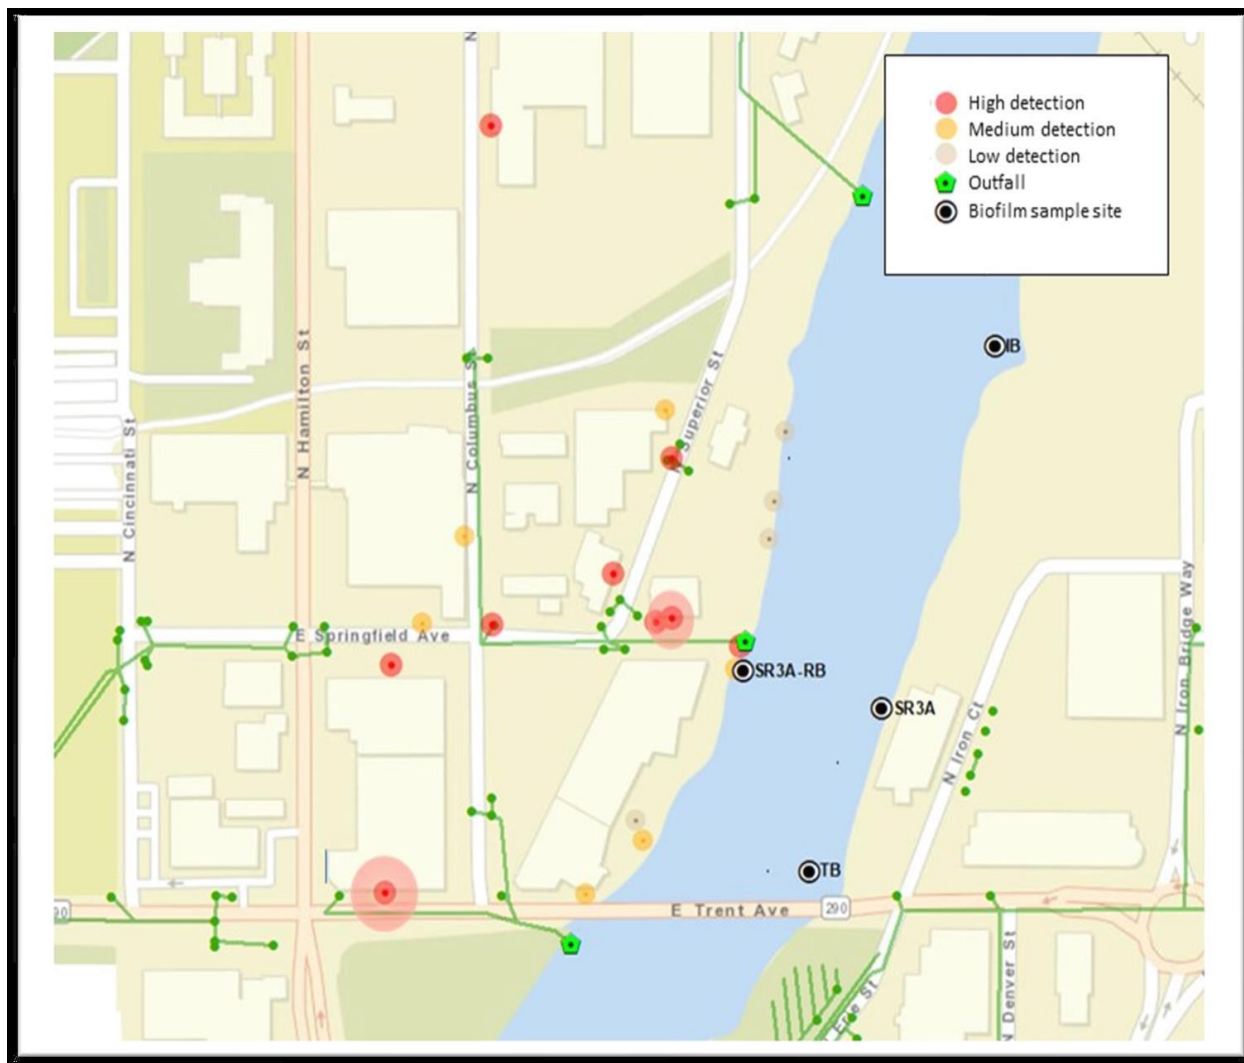 N
High detection
Medium detection
Low detection
Outfall
Biofilm sample site
IB
N Hamilton St
N Columbus St
N Superior St
N Cincinnati St
E Springfield Ave
SR3A-RB
SR3A
N Iron Ct
N Iron Bridge Way
TB
E Trent Ave
290
90
Erie St
N Denver St